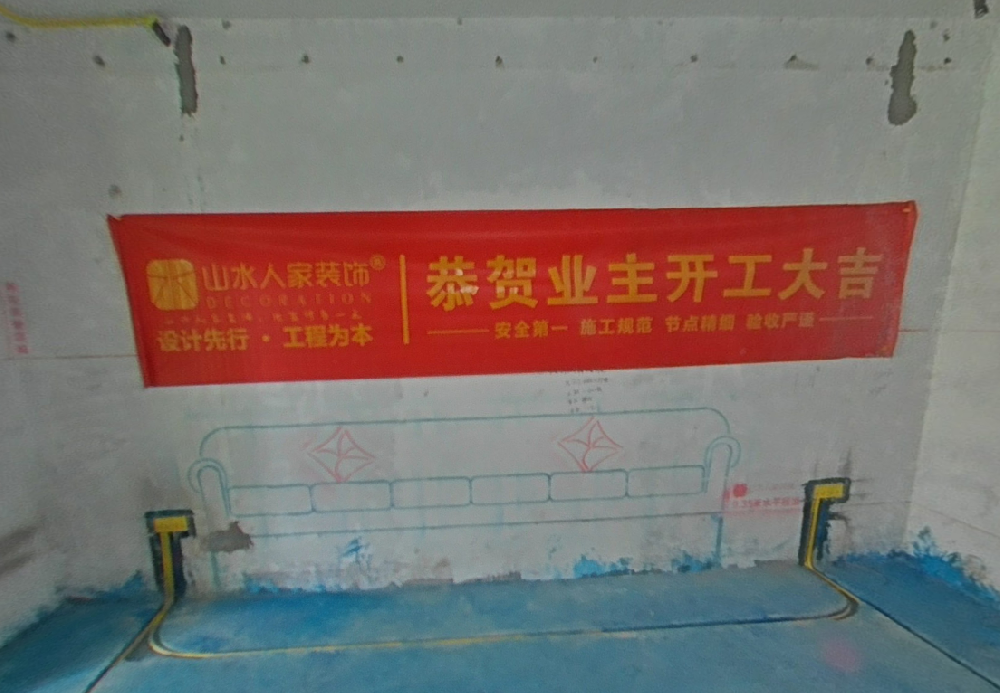 山水人家装饰®
DECORATION
设计先行·工程为本
恭贺业主开工大吉
安全第一 施工规范 节点精细 验收严谨